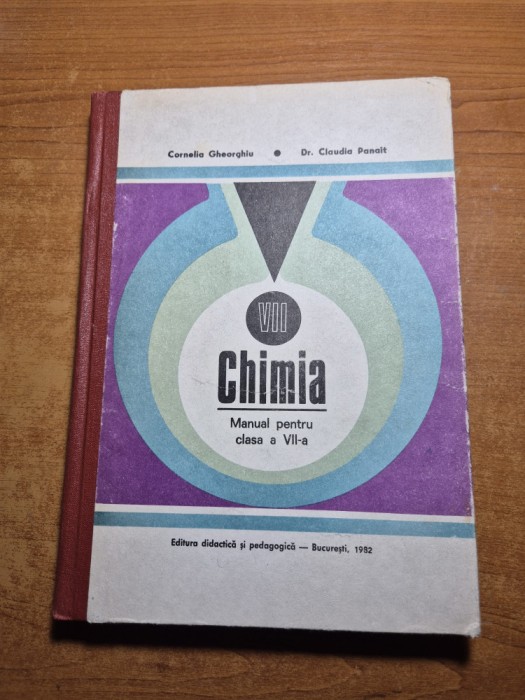 Cornelia Gheorghiu ● Dr. Claudia Panait
VII
Chimia
Manual pentru
clasa a VII-a
Editura didactică și pedagogică — București, 1982